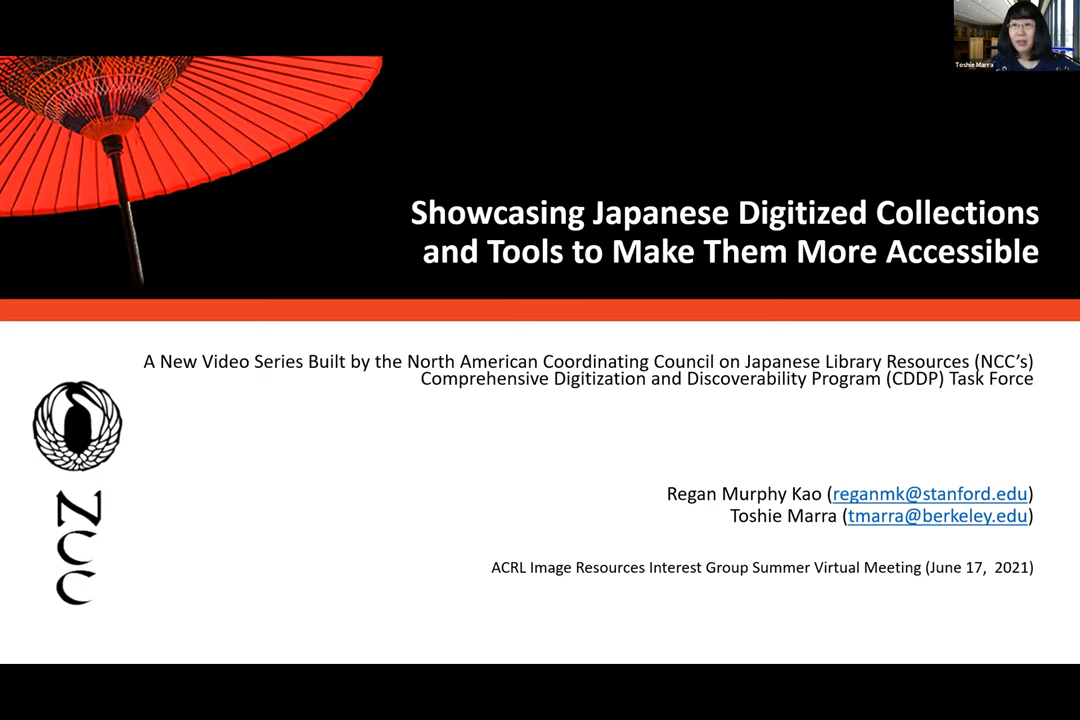 Toshie Marra
Showcasing Japanese Digitized Collections
and Tools to Make Them More Accessible
A New Video Series Built by the North American Coordinating Council on Japanese Library Resources (NCC’s)
Comprehensive Digitization and Discoverability Program (CDDP) Task Force
NCC
Regan Murphy Kao (reganmk@stanford.edu)
Toshie Marra (tmarra@berkeley.edu)
ACRL Image Resources Interest Group Summer Virtual Meeting (June 17,  2021)